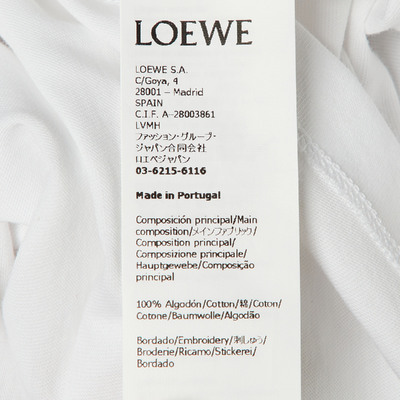 LOEWE
LOEWE S.A.
C/Goya, 4
28001 – Madrid
SPAIN
C.I.F. A-28003861
LVMH
ファッション・グループ・
ジャパン合同会社
ロエベジャパン
03-6215-6116
Made in Portugal
Composición principal/Main
composition/メインファブリック/
Composition principal/
Composizione principale/
Hauptgewebe/Composição
principal
100% Algodón/Cotton/綿/Coton/
Cotone/Baumwolle/Algodão
Bordado/Embroidery/刺しゅう/
Broderie/Ricamo/Stickerei/
Bordado